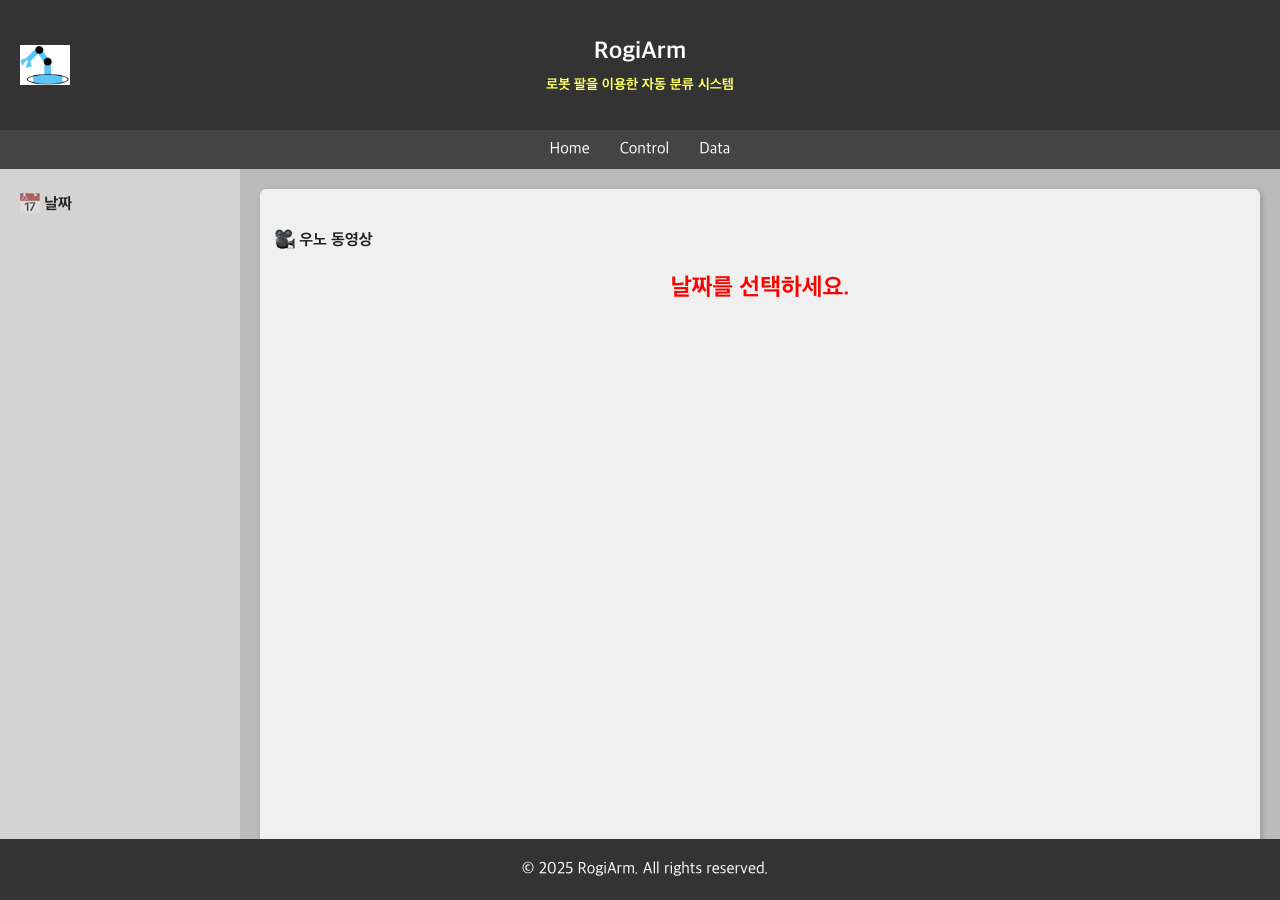 RogiArm
로봇 팔을 이용한 자동 분류 시스템
Home Control Data
17 날짜
우노 동영상
날짜를 선택하세요.
© 2025 RogiArm. All rights reserved.